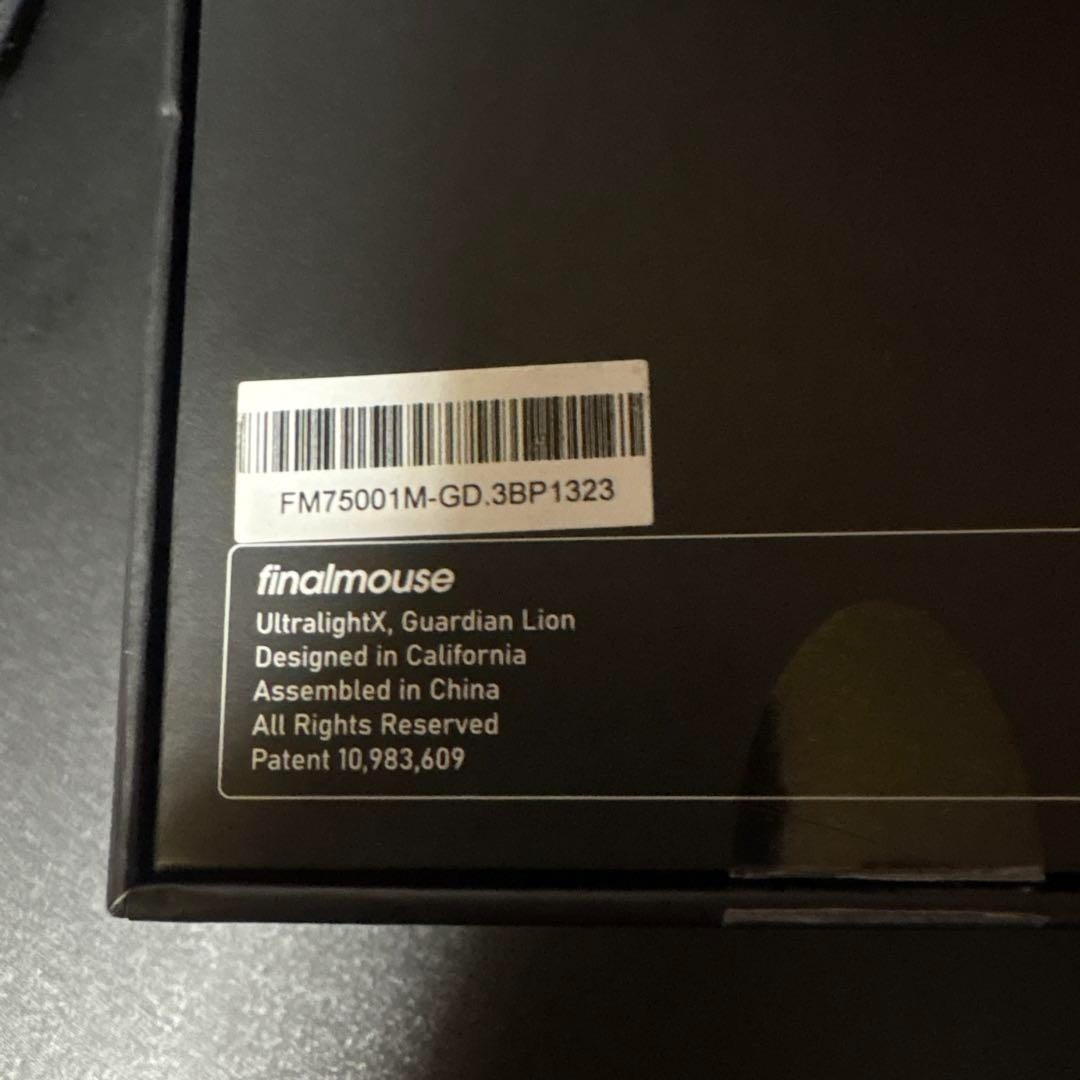 FM75001M-GD.3BP1323
finalmouse
UltralightX, Guardian Lion
Designed in California
Assembled in China
All Rights Reserved
Patent 10,983,609